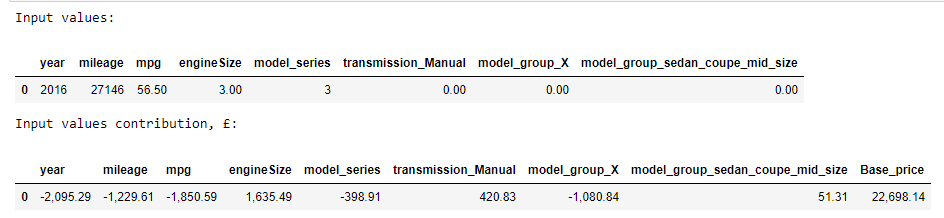 Input values:
year mileage mpg engineSize model_series transmission_Manual model_group_X model_group_sedan_coupe_mid_size
0 2016 27146 56.50 3.00 3 0.00 0.00 0.00
Input values contribution, £:
year mileage mpg engineSize model_series transmission_Manual model_group_X model_group_sedan_coupe_mid_size Base_price
0 -2,095.29 -1,229.61 -1,850.59 1,635.49 -398.91 420.83 -1,080.84 51.31 22,698.14